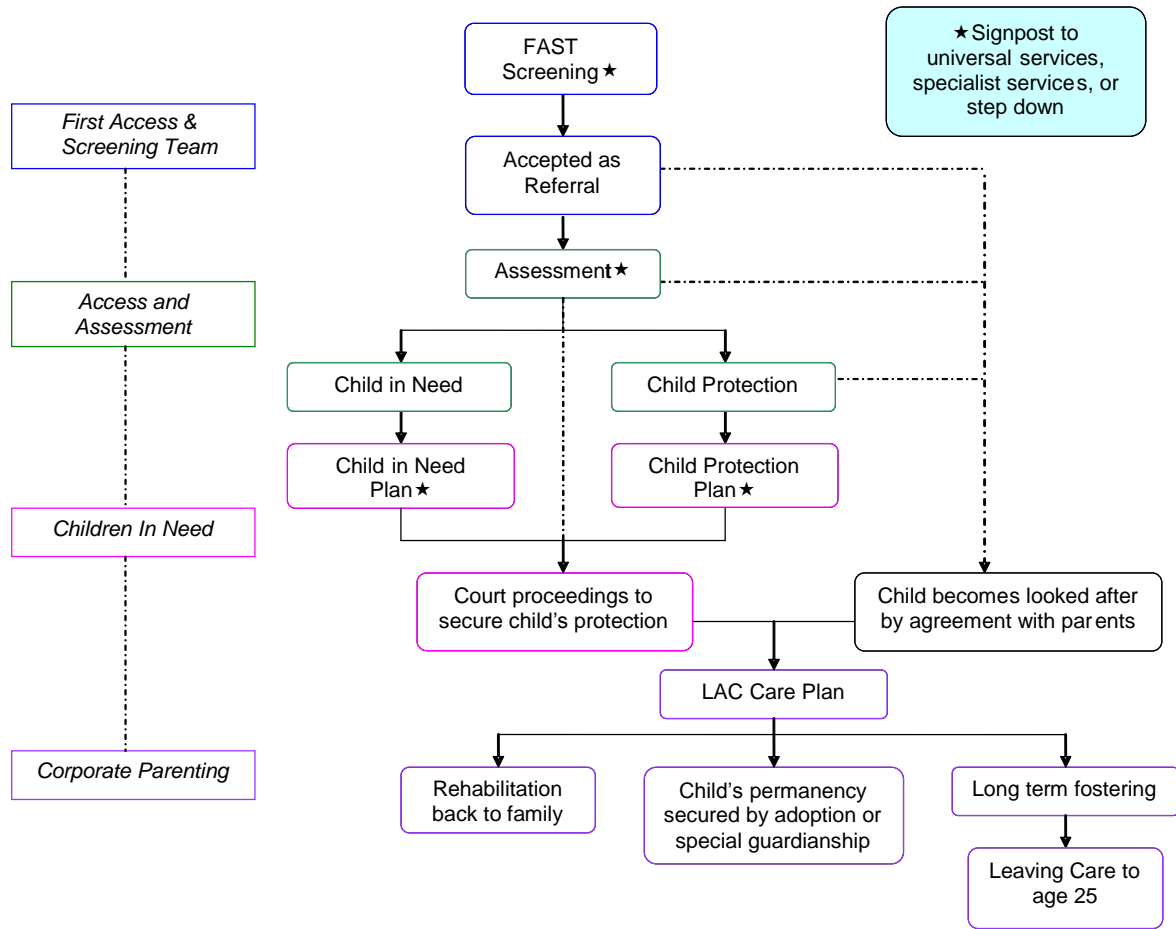 FAST
Screening★
★Signpost to
universal services,
specialist services, or
step down
First Access &
Screening Team
Accepted as
Referral
Assessment★
Access and
Assessment
Child in Need
Child Protection
Child in Need
Plan★
Child Protection
Plan★
Children In Need
Court proceedings to
secure child's protection
Child becomes looked after
by agreement with parents
LAC Care Plan
Corporate Parenting
Rehabilitation
back to family
Child's permanency
secured by adoption or
special guardianship
Long term fostering
Leaving Care to
age 25